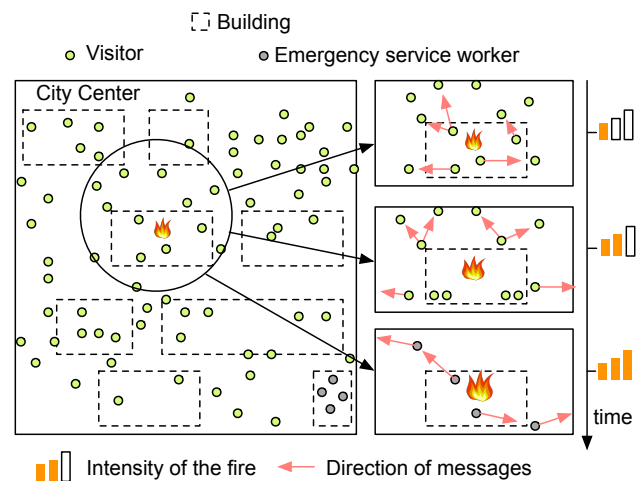 Building
Visitor
Emergency service worker
City Center
time
Intensity of the fire
Direction of messages